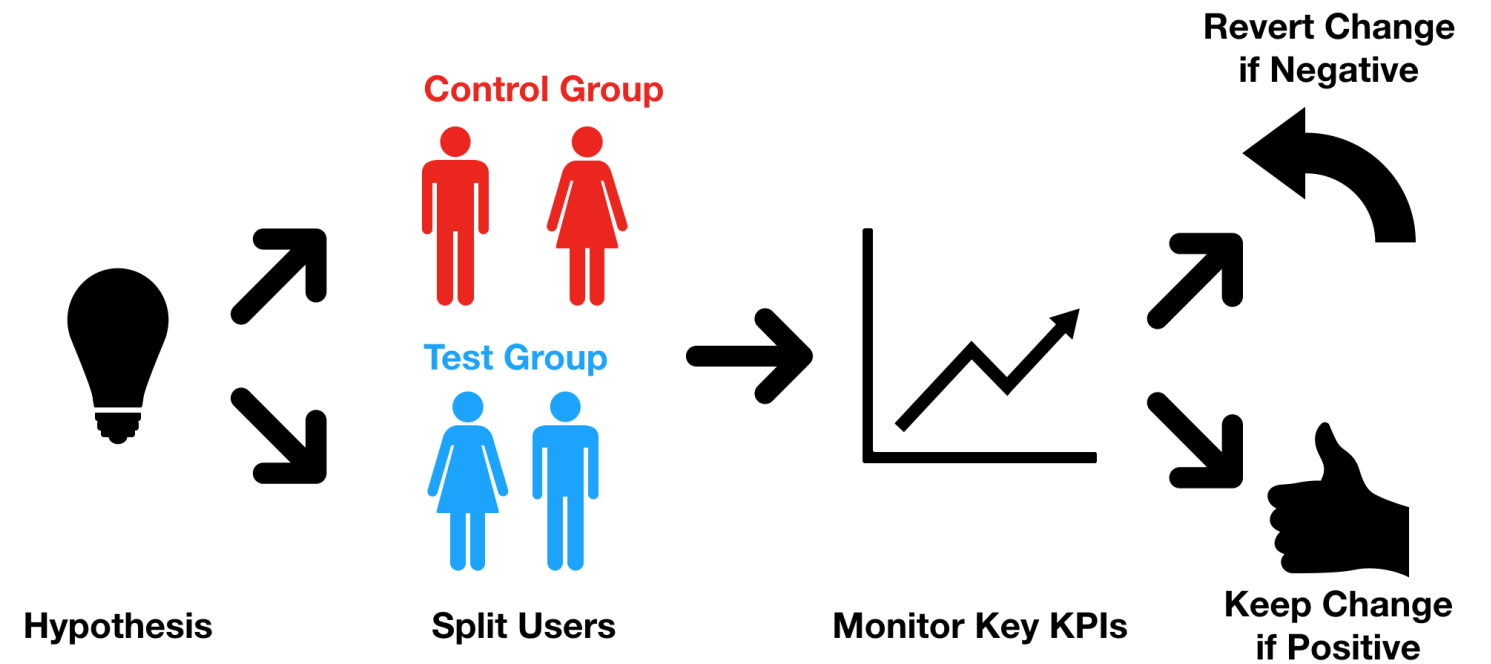 Revert Change
if Negative
Control Group
Test Group
Hypothesis
Split Users
Monitor Key KPIs
Keep Change
if Positive